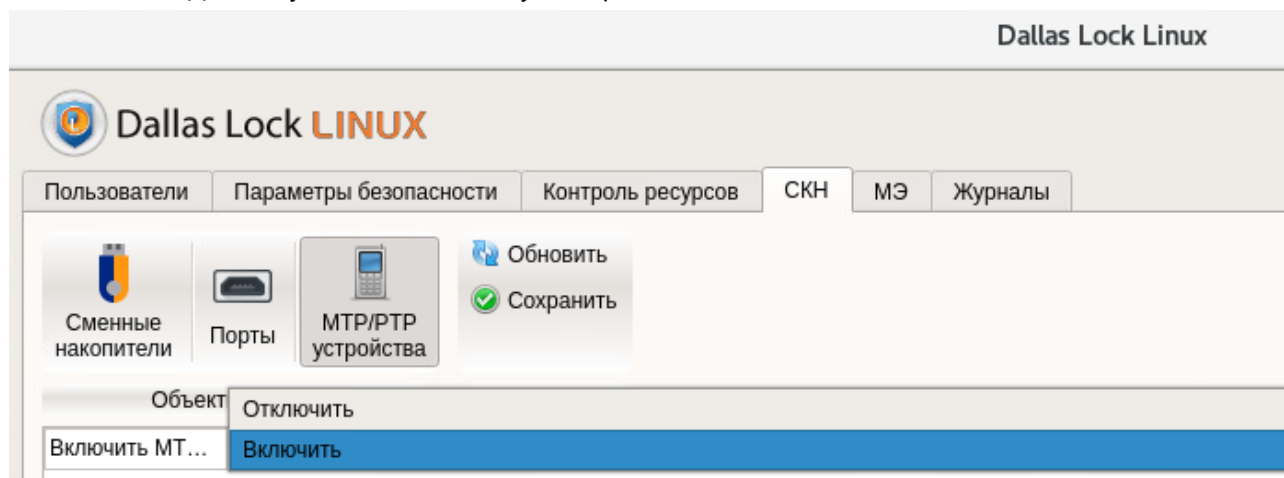 Dallas Lock Linux
Dallas Lock LINUX
Пользователи Параметры безопасности Контроль ресурсов СКН МЭ Журналы
Сменные накопители
Порты
MTP/PTP устройства
Обновить
Сохранить
Объект
Отключить
Включить МТ...
Включить